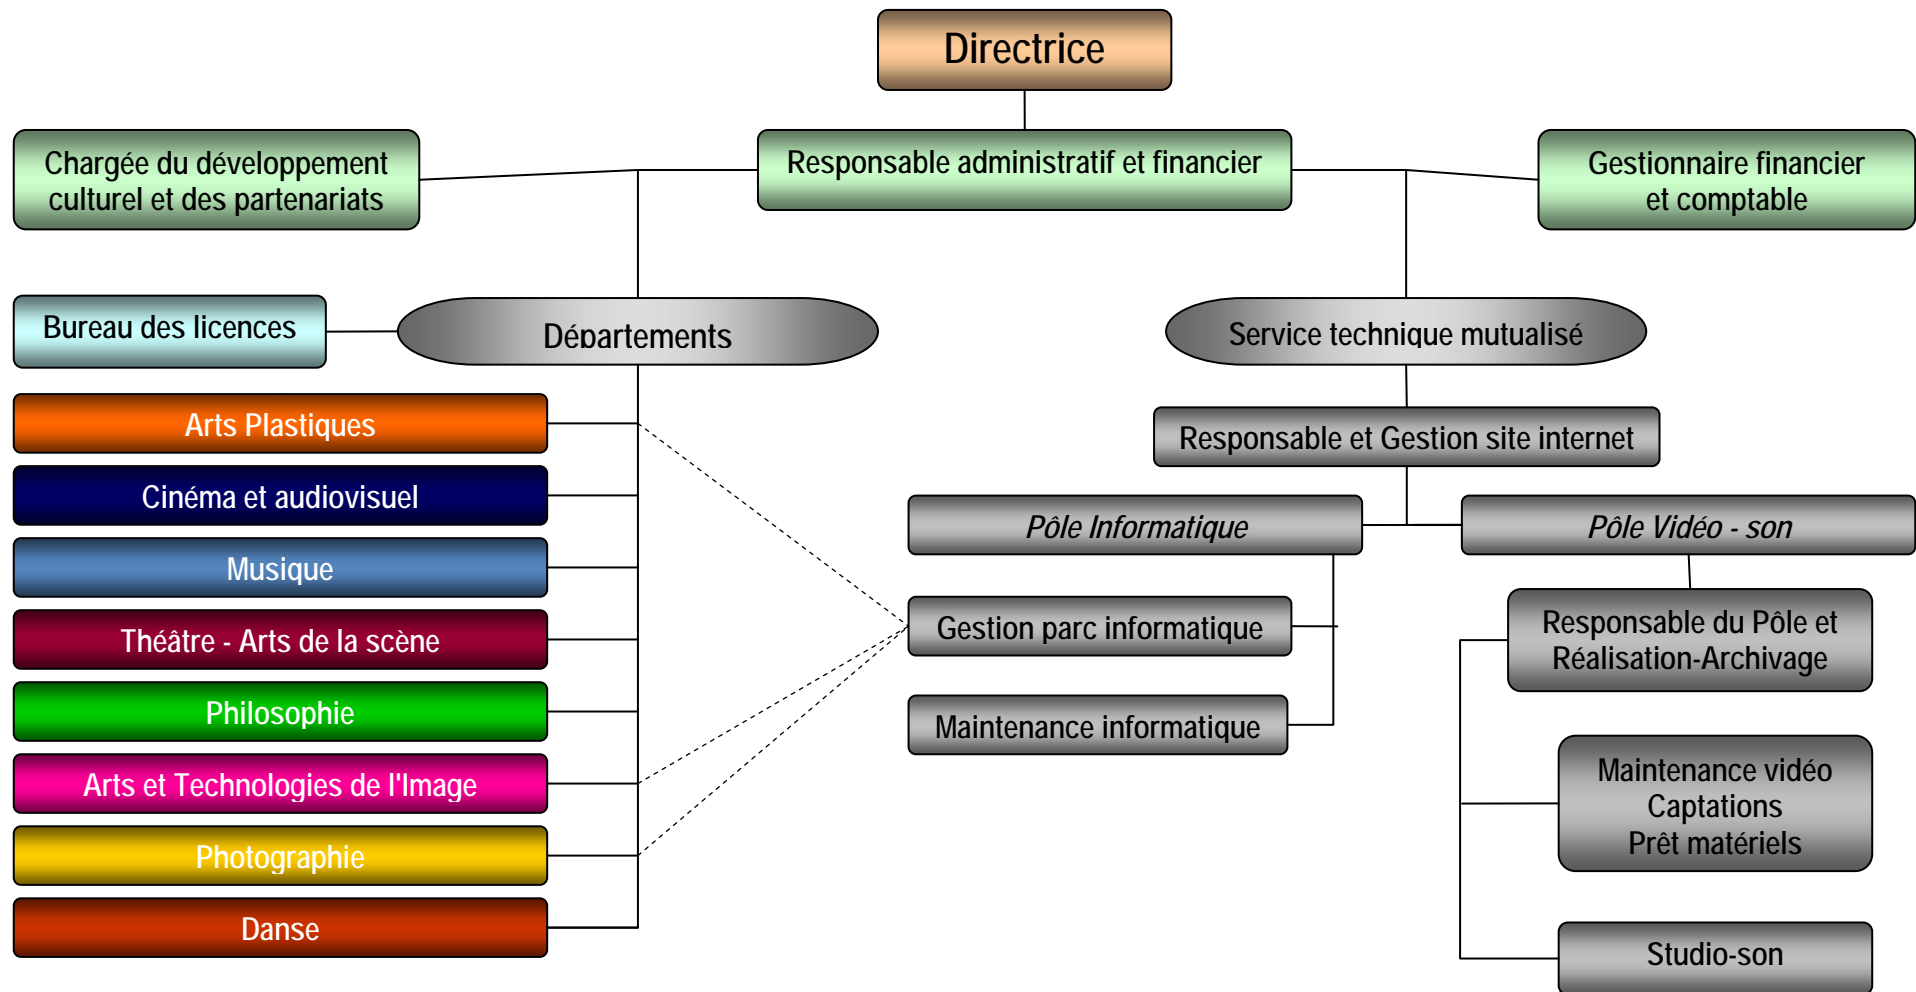 Directrice
Chargée du développement
culturel et des partenariats
Responsable administratif et financier
Gestionnaire financier
et comptable
Bureau des licences
Départements
Service technique mutualisé
Arts Plastiques
Responsable et Gestion site internet
Cinéma et audiovisuel
Pôle Informatique
Pôle Vidéo - son
Musique
Gestion parc informatique
Responsable du Pôle et
Réalisation-Archivage
Théâtre - Arts de la scène
Philosophie
Maintenance informatique
Arts et Technologies de l'Image
Maintenance vidéo
Captations
Prêt matériels
Photographie
Danse
Studio-son